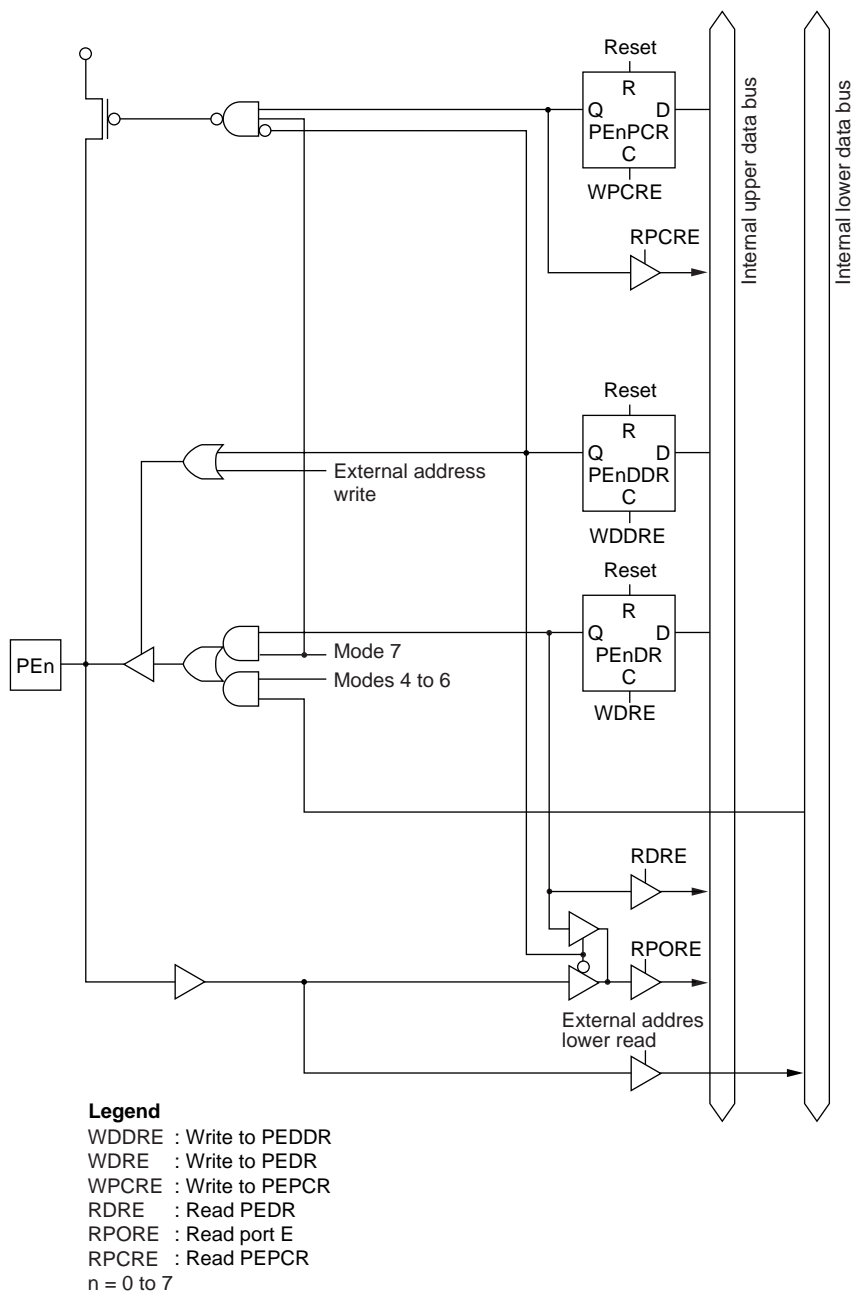 Reset
R
Q D
PEnPCR
C
WPCRE
RPCRE
Internal upper data bus
Internal lower data bus
Reset
R
Q D
PEnDDR
C
WDDRE
External address
write
Reset
R
Q D
PEnDR
C
WDRE
Mode 7
Modes 4 to 6
PEn
RDRE
RPORE
External addres
lower read
Legend
WDDRE : Write to PEDDR
WDRE : Write to PEDR
WPCRE : Write to PEPCR
RDRE : Read PEDR
RPORE : Read port E
RPCRE : Read PEPCR
n = 0 to 7